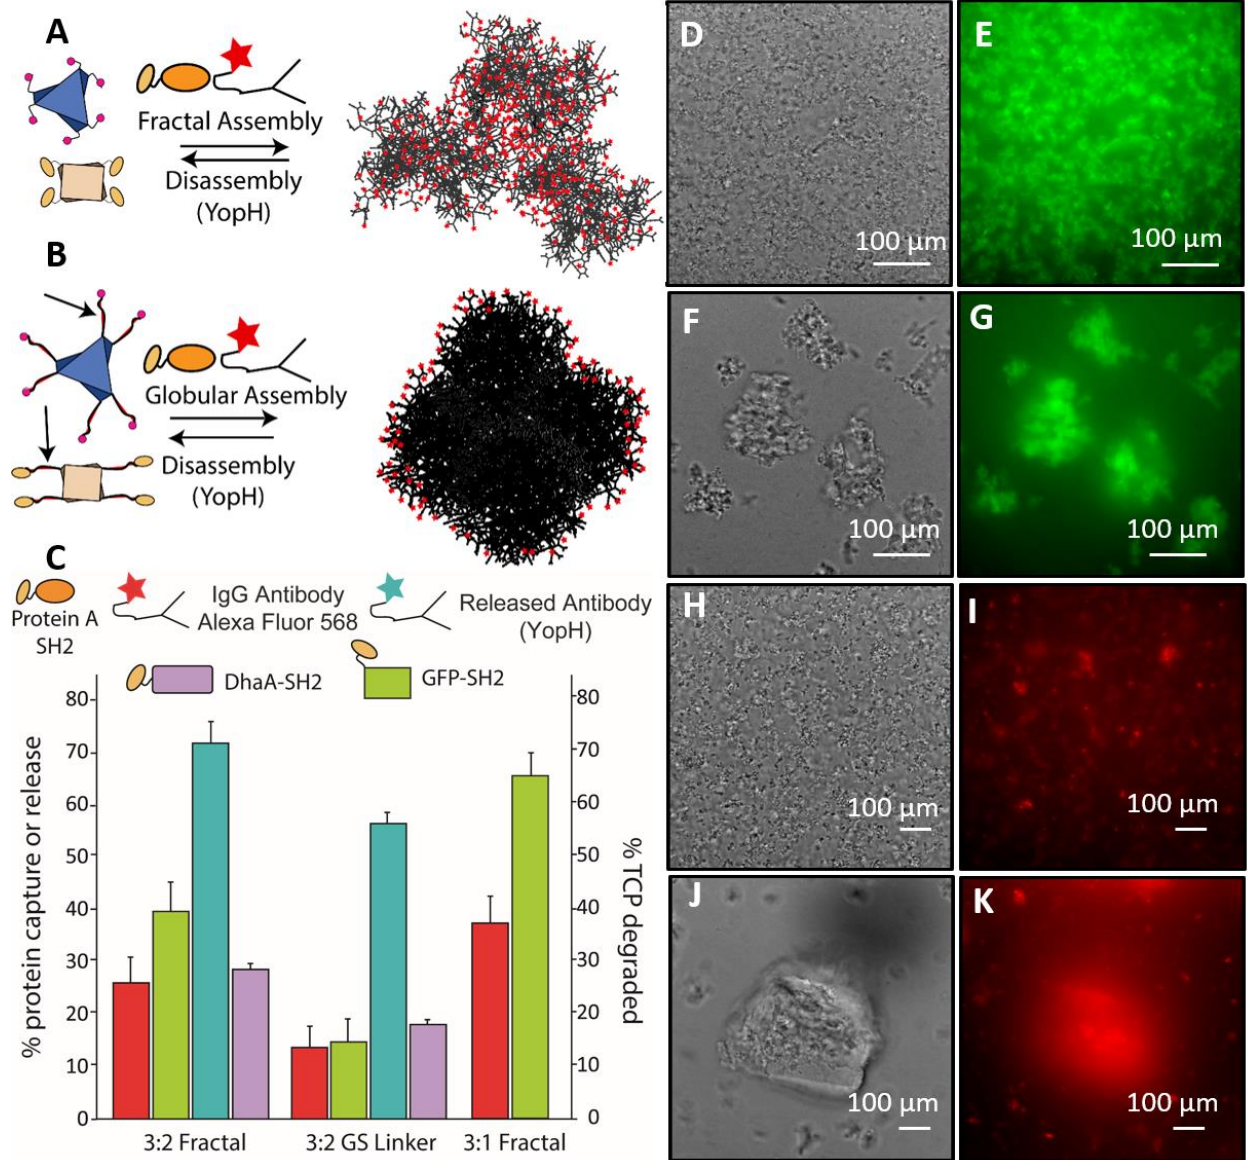 A
Fractal Assembly
Disassembly
(YopH)
B
Globular Assembly
Disassembly
(YopH)
C
Protein A
SH2
IgG Antibody
Alexa Fluor 568
Released Antibody
(YopH)
DhaA-SH2
GFP-SH2
% protein capture or release
80
70
60
50
40
30
20
10
0
80
70
60
50
40
30
20
10
0
% TCP degraded
3:2 Fractal
3:2 GS Linker
3:1 Fractal
D
100 μm
E
100 μm
F
100 μm
G
100 μm
H
100 μm
I
100 μm
J
100 μm
K
100 μm